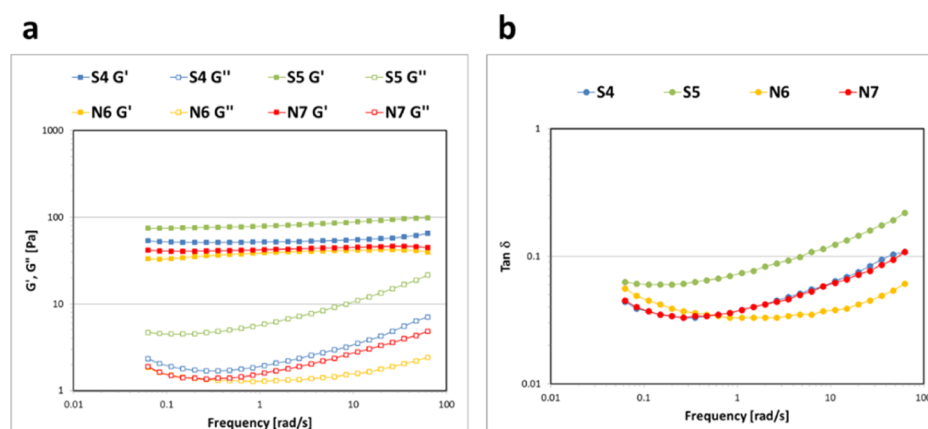 a
S4 G' S4 G'' S5 G' S5 G''
N6 G' N6 G'' N7 G' N7 G''
1000
100
10
1
G', G'' [Pa]
0.01 0.1 1 10 100
Frequency [rad/s]
b
S4 S5 N6 N7
1
0.1
0.01
Tan δ
0.01 0.1 1 10 100
Frequency [rad/s]